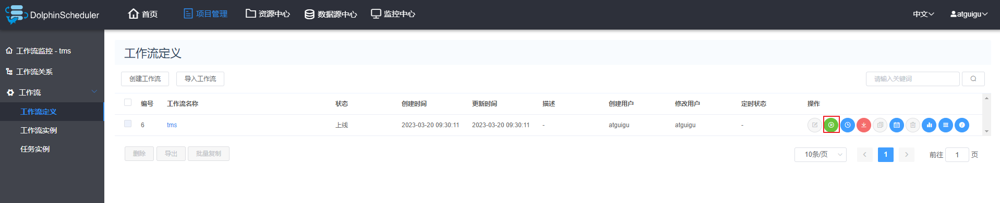 DolphinScheduler 首页 项目管理 资源中心 数据源中心 监控中心 中文 atguigu
工作流监控 - tms
工作流关系
工作流
工作流定义
工作流实例
任务实例
工作流定义
创建工作流 导入工作流 请输入关键词
编号 工作流名称 状态 创建时间 更新时间 描述 创建用户 修改用户 定时状态 操作
6 tms 上线 2023-03-20 09:30:11 2023-03-20 09:30:11 - atguigu atguigu -
删除 导出 批量复制 10条/页 1 前往 1 页